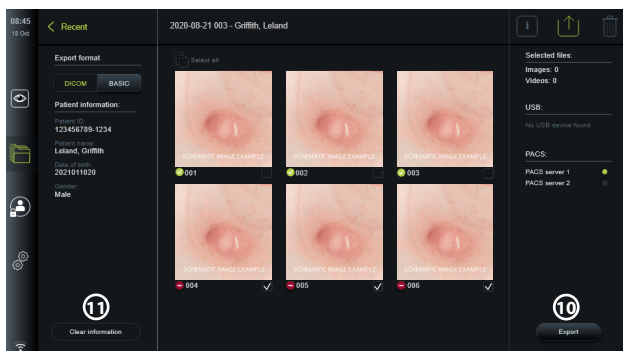 08:45
18 Oct
Recent
2020-08-21 003 - Griffith, Leland
i
Export format
DICOM
BASIC
Patient information:
Patient ID:
123456789-1234
Patient name:
Leland, Griffith
Date of birth:
2021011020
Gender:
Male
11
Clear information
Select all
SCHEMATIC IMAGE EXAMPLE
SCHEMATIC IMAGE EXAMPLE
SCHEMATIC IMAGE EXAMPLE
001
002
003
SCHEMATIC IMAGE EXAMPLE
SCHEMATIC IMAGE EXAMPLE
SCHEMATIC IMAGE EXAMPLE
004
005
006
Selected files:
Images: 0
Videos: 0
USB:
No USB device found
PACS:
PACS server 1
PACS server 2
10
Export